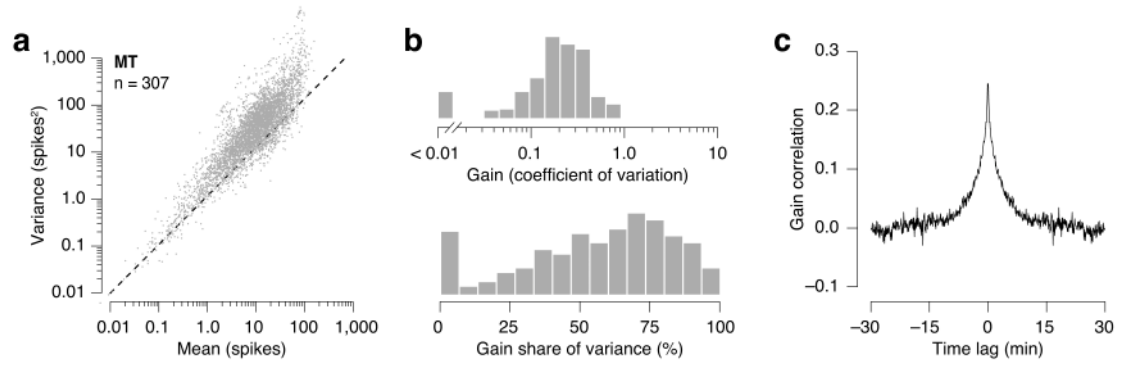 a
MT
n = 307
1,000
100
10
1.0
0.1
0.01
Variance (spikes²)
0.01 0.1 1.0 10 100 1,000
Mean (spikes)
b
< 0.01 0.1 1.0 10
Gain (coefficient of variation)
0 25 50 75 100
Gain share of variance (%)
c
0.3
0.2
0.1
0.0
–0.1
Gain correlation
–30 –15 0 15 30
Time lag (min)